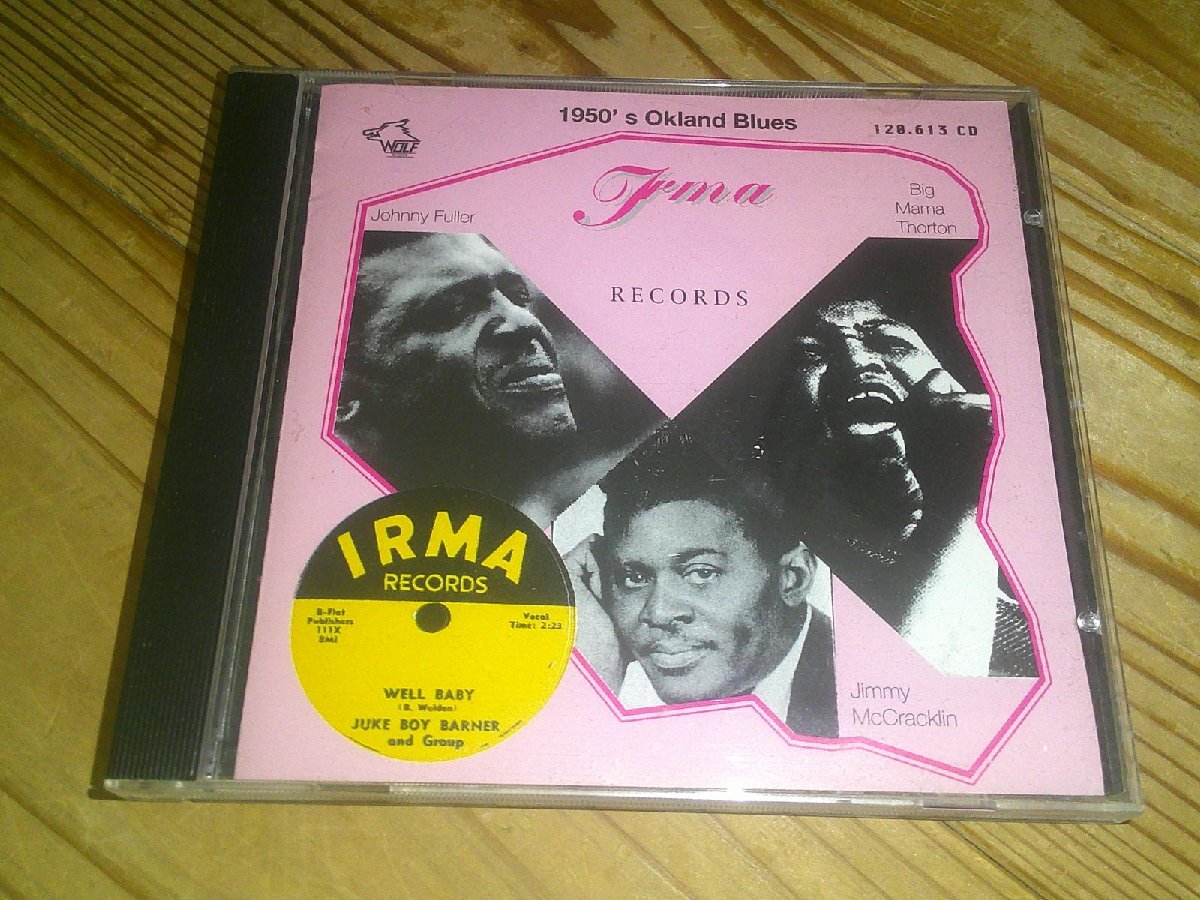 1950' s Okland Blues
120.613 CD
WOLF
Irma
RECORDS
Johnny Fuller
Big
Mama
Thorton
IRMA
RECORDS
B-Flat
Publishers
111X
BMI
Vocal
Time: 2:23
WELL BABY
(B. Welden)
JUKE BOY BARNER
and Group
Jimmy
McCracklin